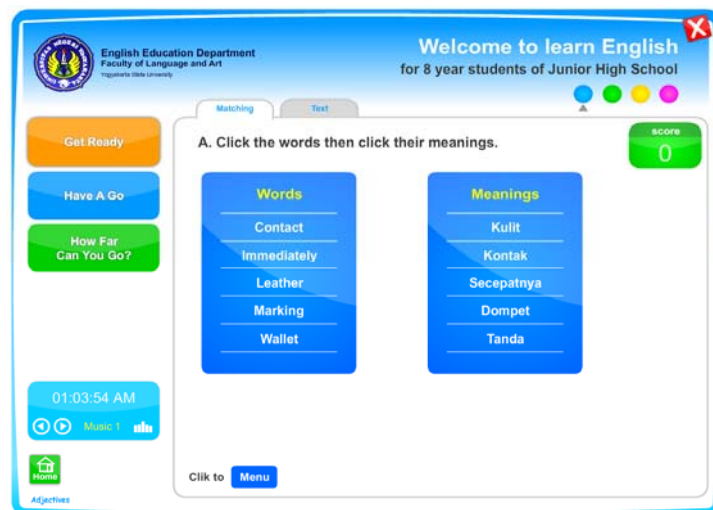 English Education Department
Faculty of Language and Art
Yogyakarta State University
Welcome to learn English
for 8 year students of Junior High School
Matching
Text
Get Ready
Have A Go
How Far
Can You Go?
A. Click the words then click their meanings.
score
0
Words
Contact
Immediately
Leather
Marking
Wallet
Meanings
Kulit
Kontak
Secepatnya
Dompet
Tanda
01:03:54 AM
Music 1
Home
Adjectives
Clik to
Menu